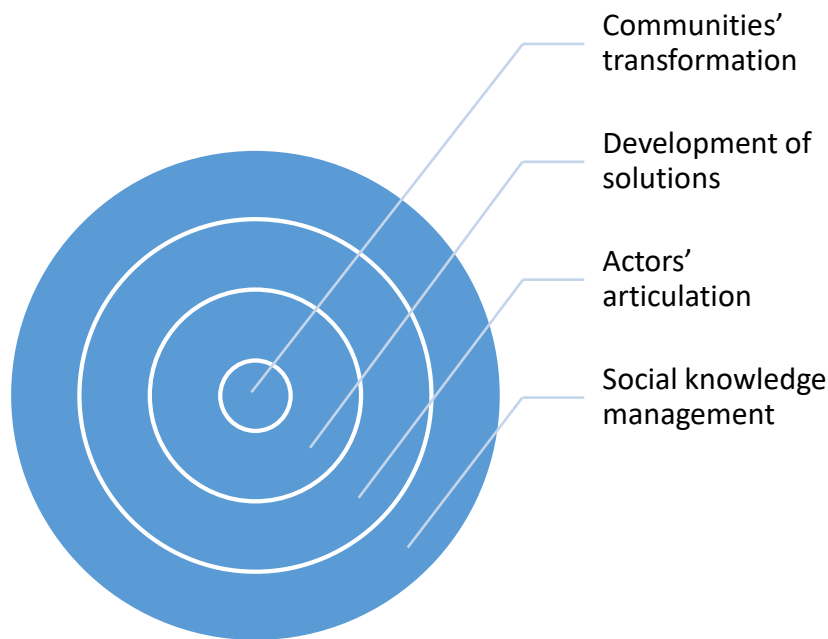 Communities’
transformation
Development of
solutions
Actors’
articulation
Social knowledge
management